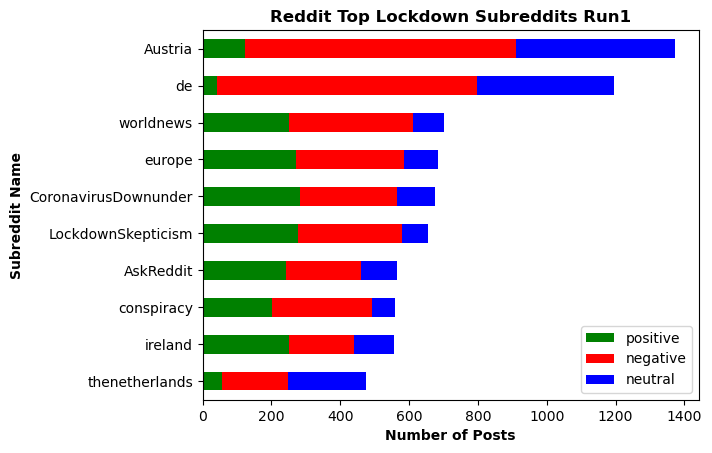 Reddit Top Lockdown Subreddits Run1
Subreddit Name
Austria
de
worldnews
europe
CoronavirusDownunder
LockdownSkepticism
AskReddit
conspiracy
ireland
thenetherlands
positive
negative
neutral
0 200 400 600 800 1000 1200 1400
Number of Posts